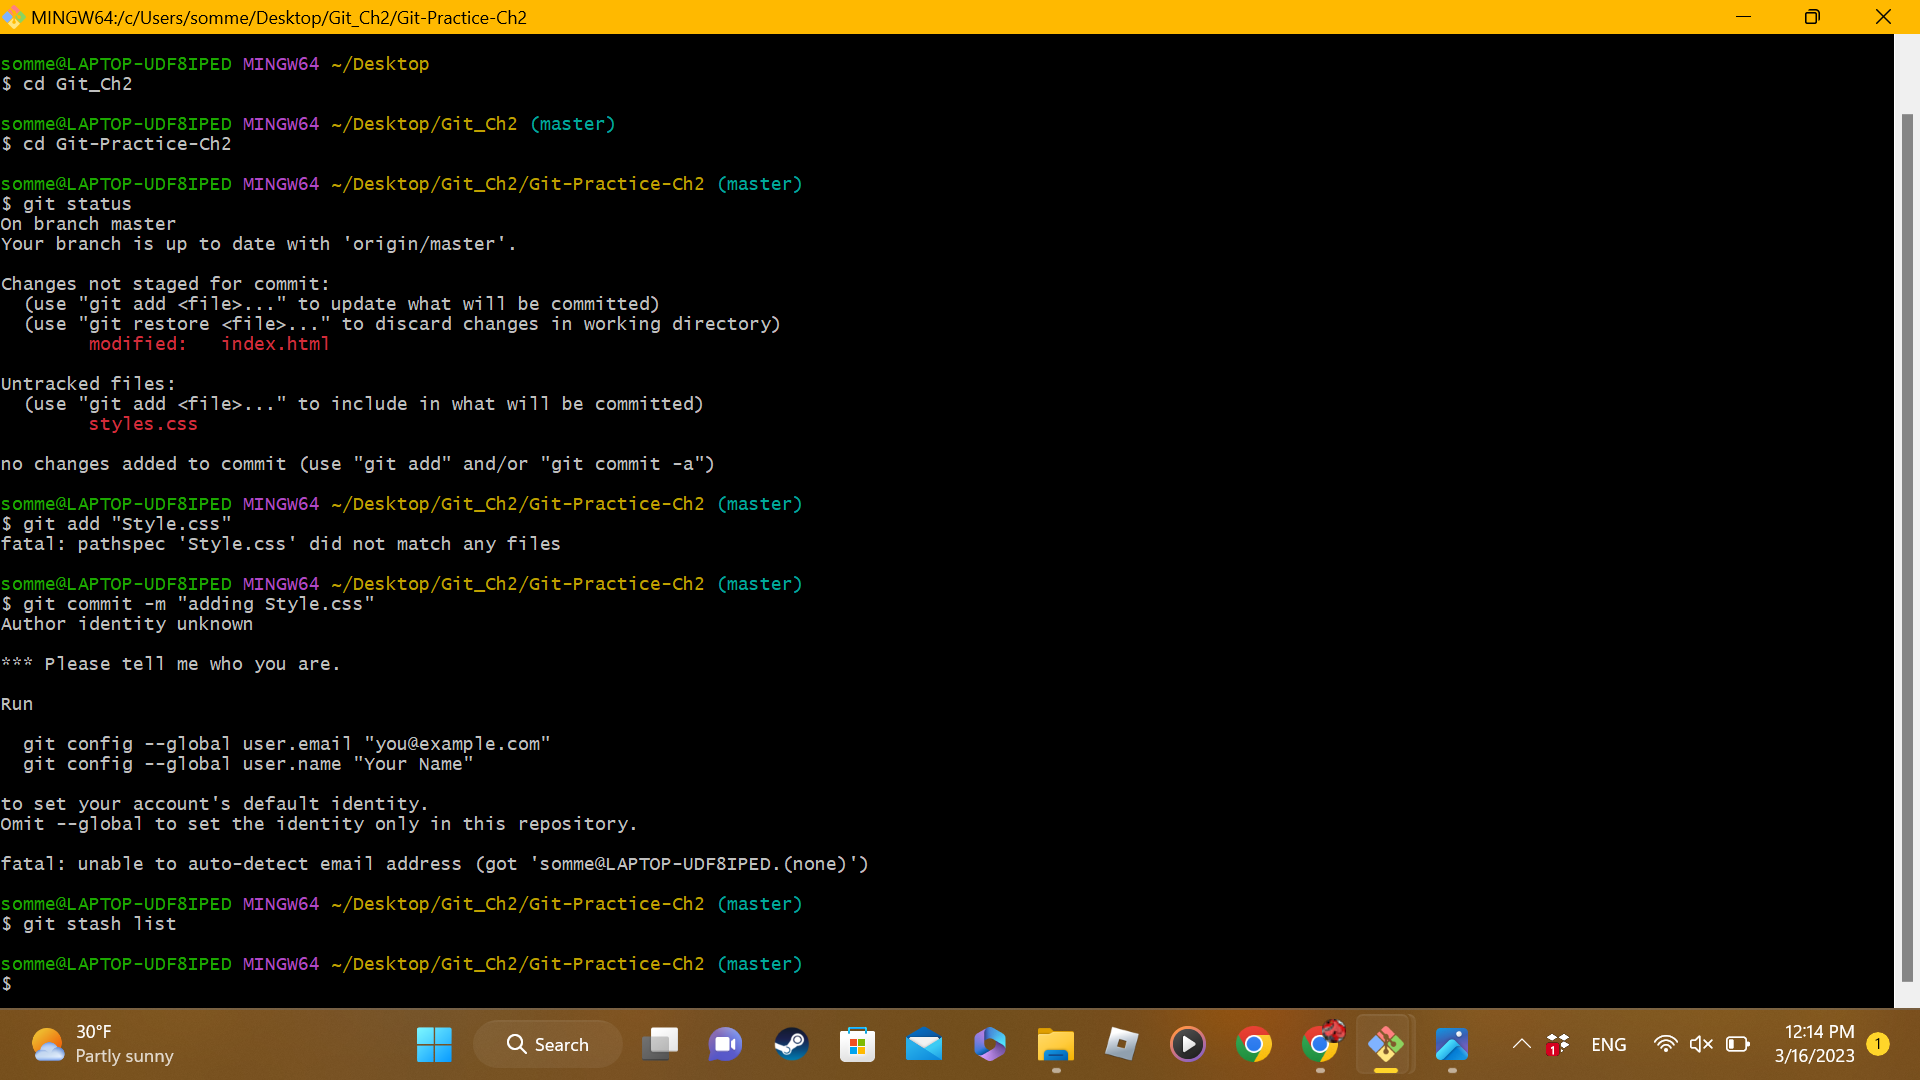 MINGW64:/c/Users/somme/Desktop/Git_Ch2/Git-Practice-Ch2
somme@LAPTOP-UDF8IPED MINGW64 ~/Desktop
$ cd Git_Ch2
somme@LAPTOP-UDF8IPED MINGW64 ~/Desktop/Git_Ch2 (master)
$ cd Git-Practice-Ch2
somme@LAPTOP-UDF8IPED MINGW64 ~/Desktop/Git_Ch2/Git-Practice-Ch2 (master)
$ git status
On branch master
Your branch is up to date with 'origin/master'.
Changes not staged for commit:
  (use "git add <file>..." to update what will be committed)
  (use "git restore <file>..." to discard changes in working directory)
        modified:   index.html
Untracked files:
  (use "git add <file>..." to include in what will be committed)
        styles.css
no changes added to commit (use "git add" and/or "git commit -a")
somme@LAPTOP-UDF8IPED MINGW64 ~/Desktop/Git_Ch2/Git-Practice-Ch2 (master)
$ git add "Style.css"
fatal: pathspec 'Style.css' did not match any files
somme@LAPTOP-UDF8IPED MINGW64 ~/Desktop/Git_Ch2/Git-Practice-Ch2 (master)
$ git commit -m "adding Style.css"
Author identity unknown
*** Please tell me who you are.
Run
  git config --global user.email "you@example.com"
  git config --global user.name "Your Name"
to set your account's default identity.
Omit --global to set the identity only in this repository.
fatal: unable to auto-detect email address (got 'somme@LAPTOP-UDF8IPED.(none)')
somme@LAPTOP-UDF8IPED MINGW64 ~/Desktop/Git_Ch2/Git-Practice-Ch2 (master)
$ git stash list
somme@LAPTOP-UDF8IPED MINGW64 ~/Desktop/Git_Ch2/Git-Practice-Ch2 (master)
$
30°F
Partly sunny
Search
1
ENG
12:14 PM
3/16/2023
1